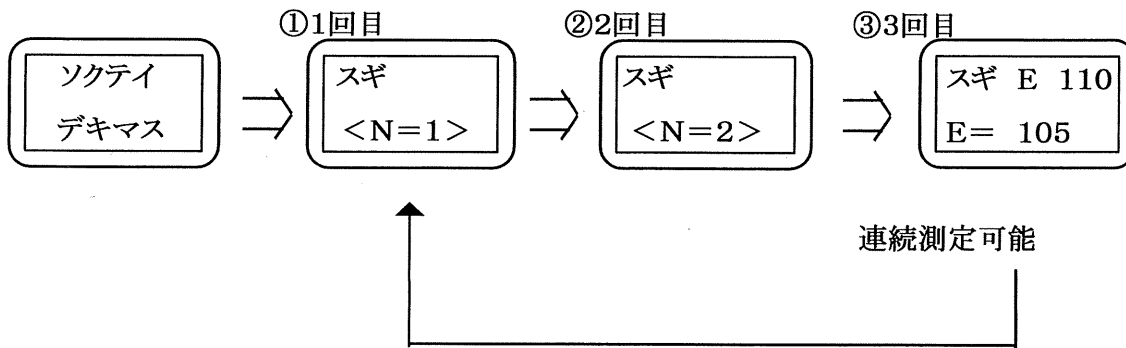 ①1回目
②2回目
③3回目
ソクテイ
デキマス
スギ
<N=1>
スギ
<N=2>
スギ E 110
E= 105
連続測定可能